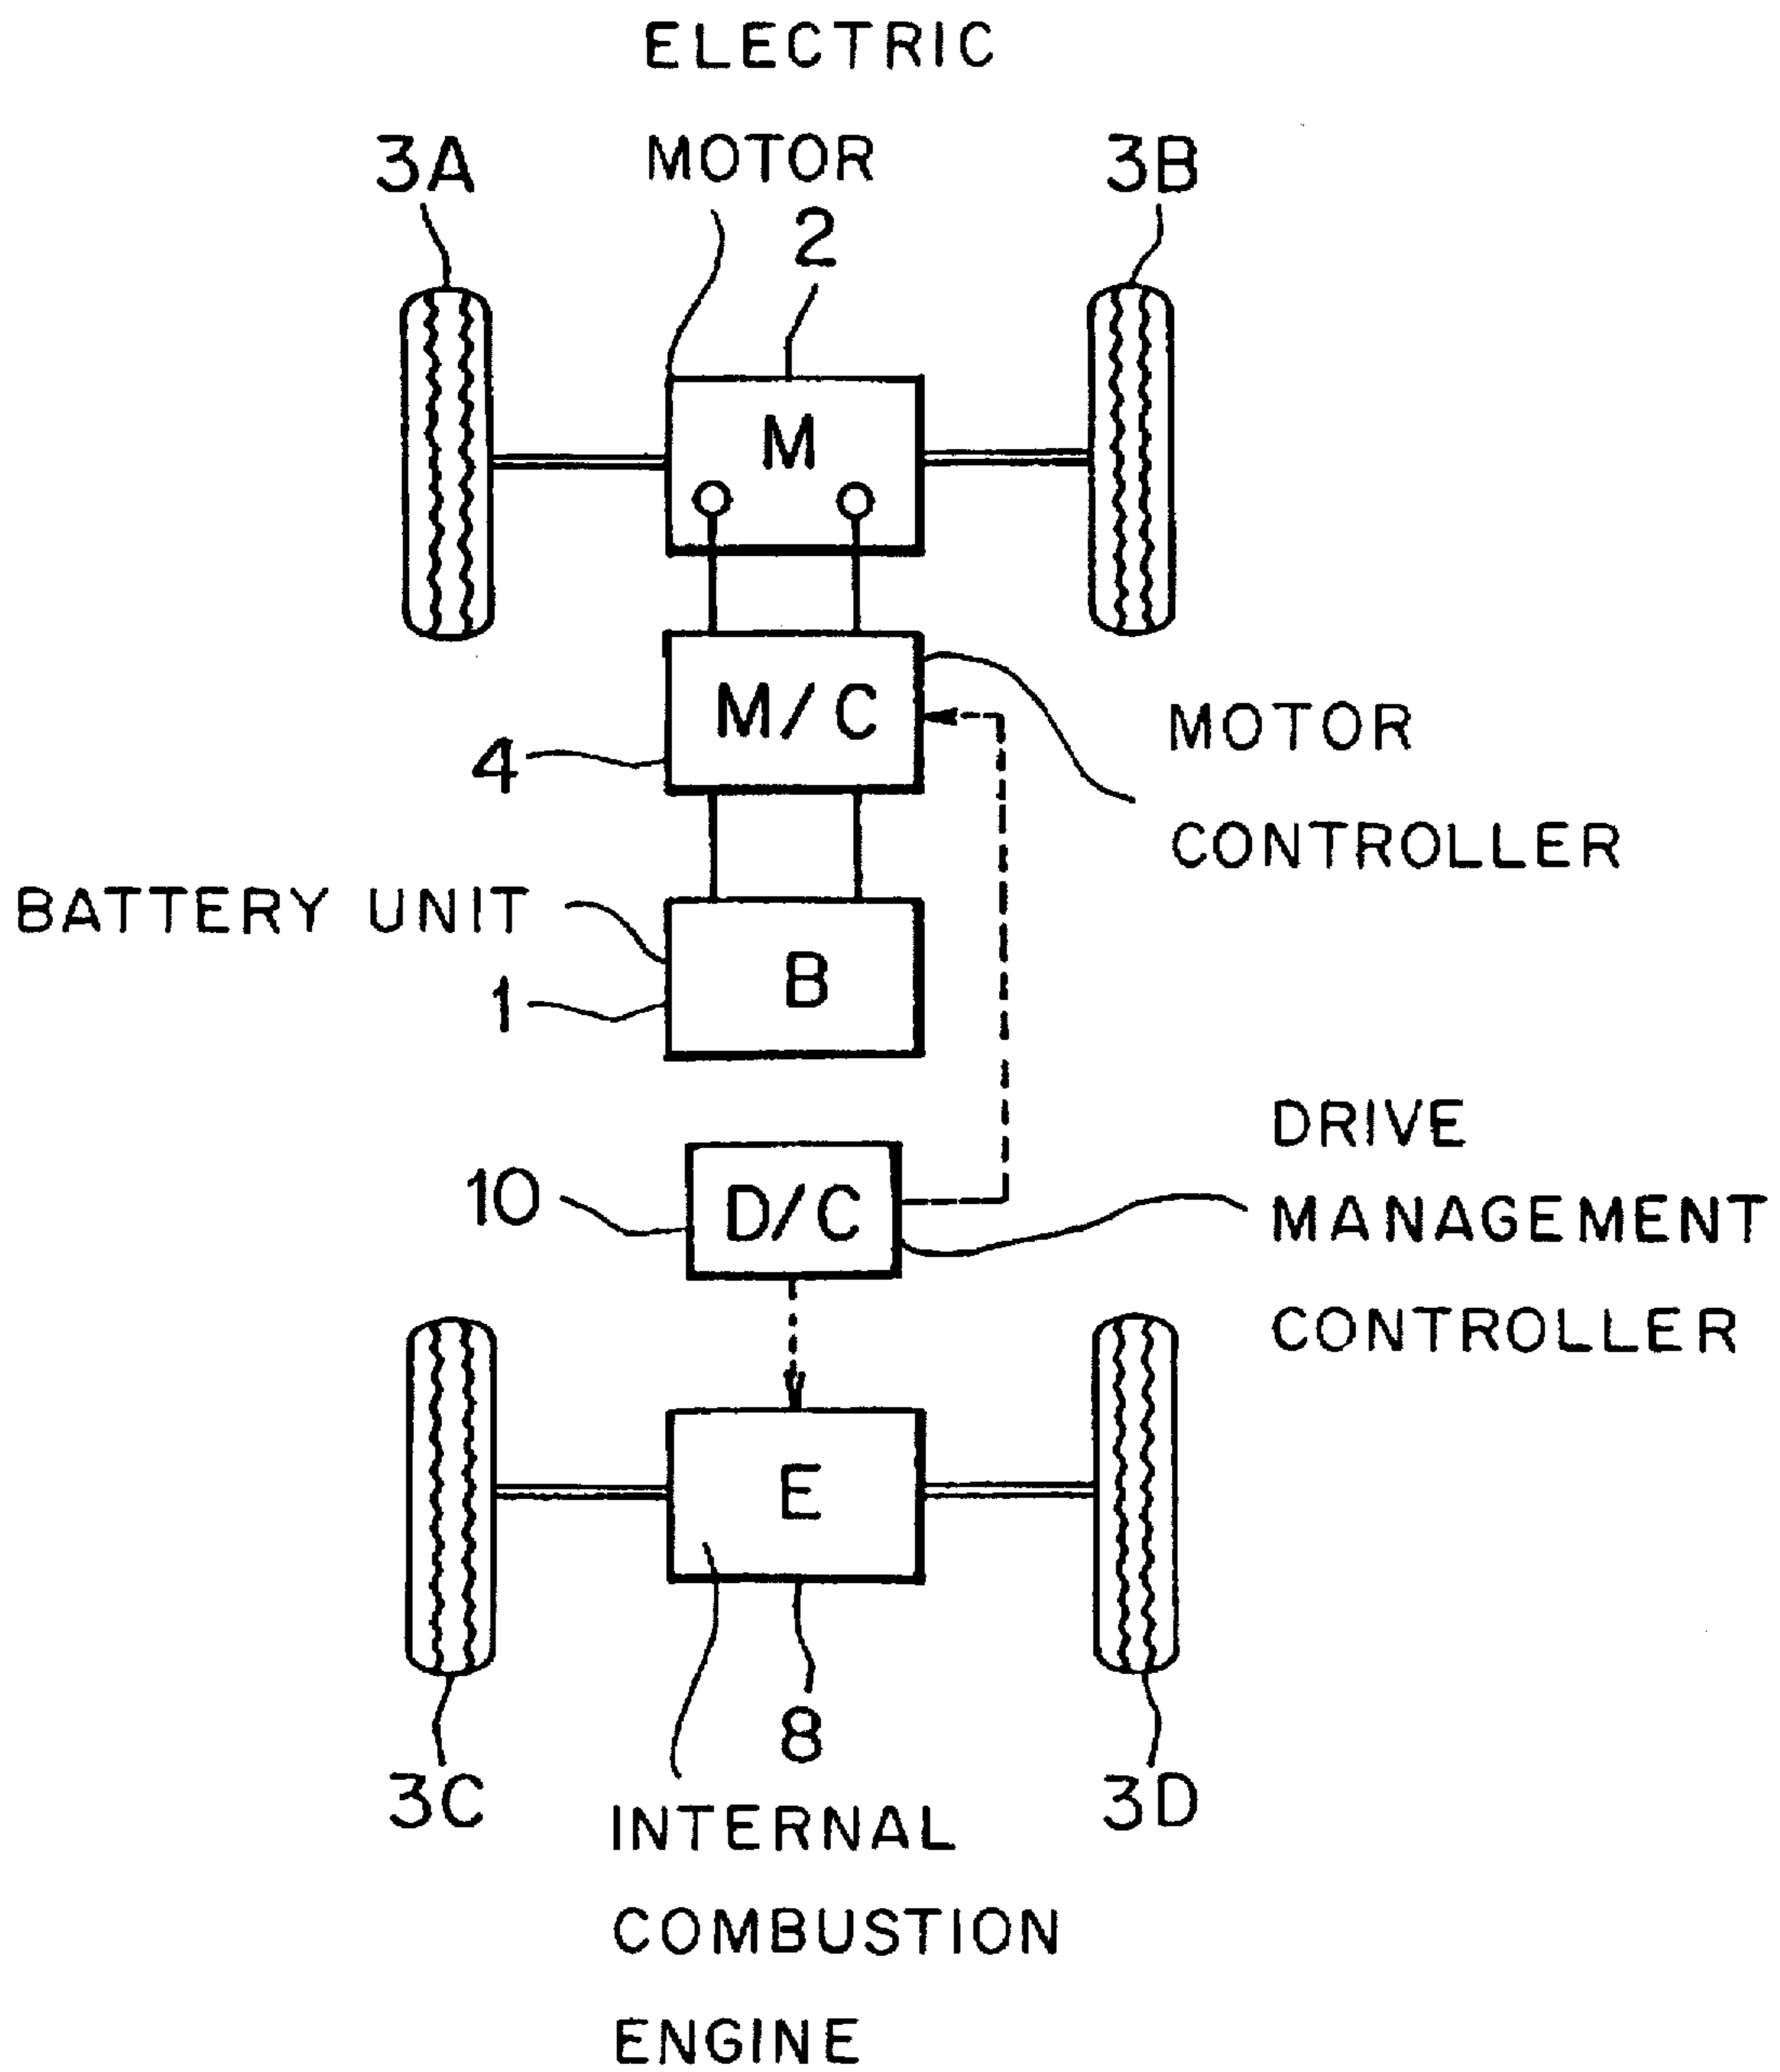 ELECTRIC
MOTOR
3A
3B
2
M
M/C
4
MOTOR
CONTROLLER
BATTERY UNIT
B
1
DRIVE
MANAGEMENT
CONTROLLER
10
D/C
E
8
3C
3D
INTERNAL
COMBUSTION
ENGINE